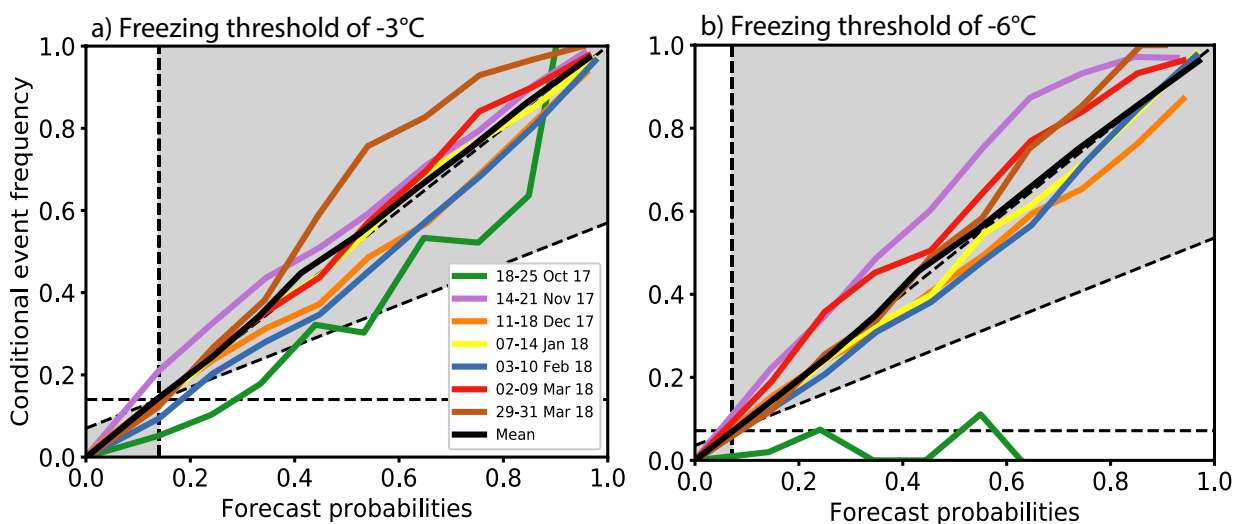 a) Freezing threshold of -3°C
1.0
0.8
0.6
0.4
0.2
0.0
Conditional event frequency
0.0 0.2 0.4 0.6 0.8 1.0
Forecast probabilities
18-25 Oct 17
14-21 Nov 17
11-18 Dec 17
07-14 Jan 18
03-10 Feb 18
02-09 Mar 18
29-31 Mar 18
Mean
b) Freezing threshold of -6°C
1.0
0.8
0.6
0.4
0.2
0.0
0.0 0.2 0.4 0.6 0.8 1.0
Forecast probabilities